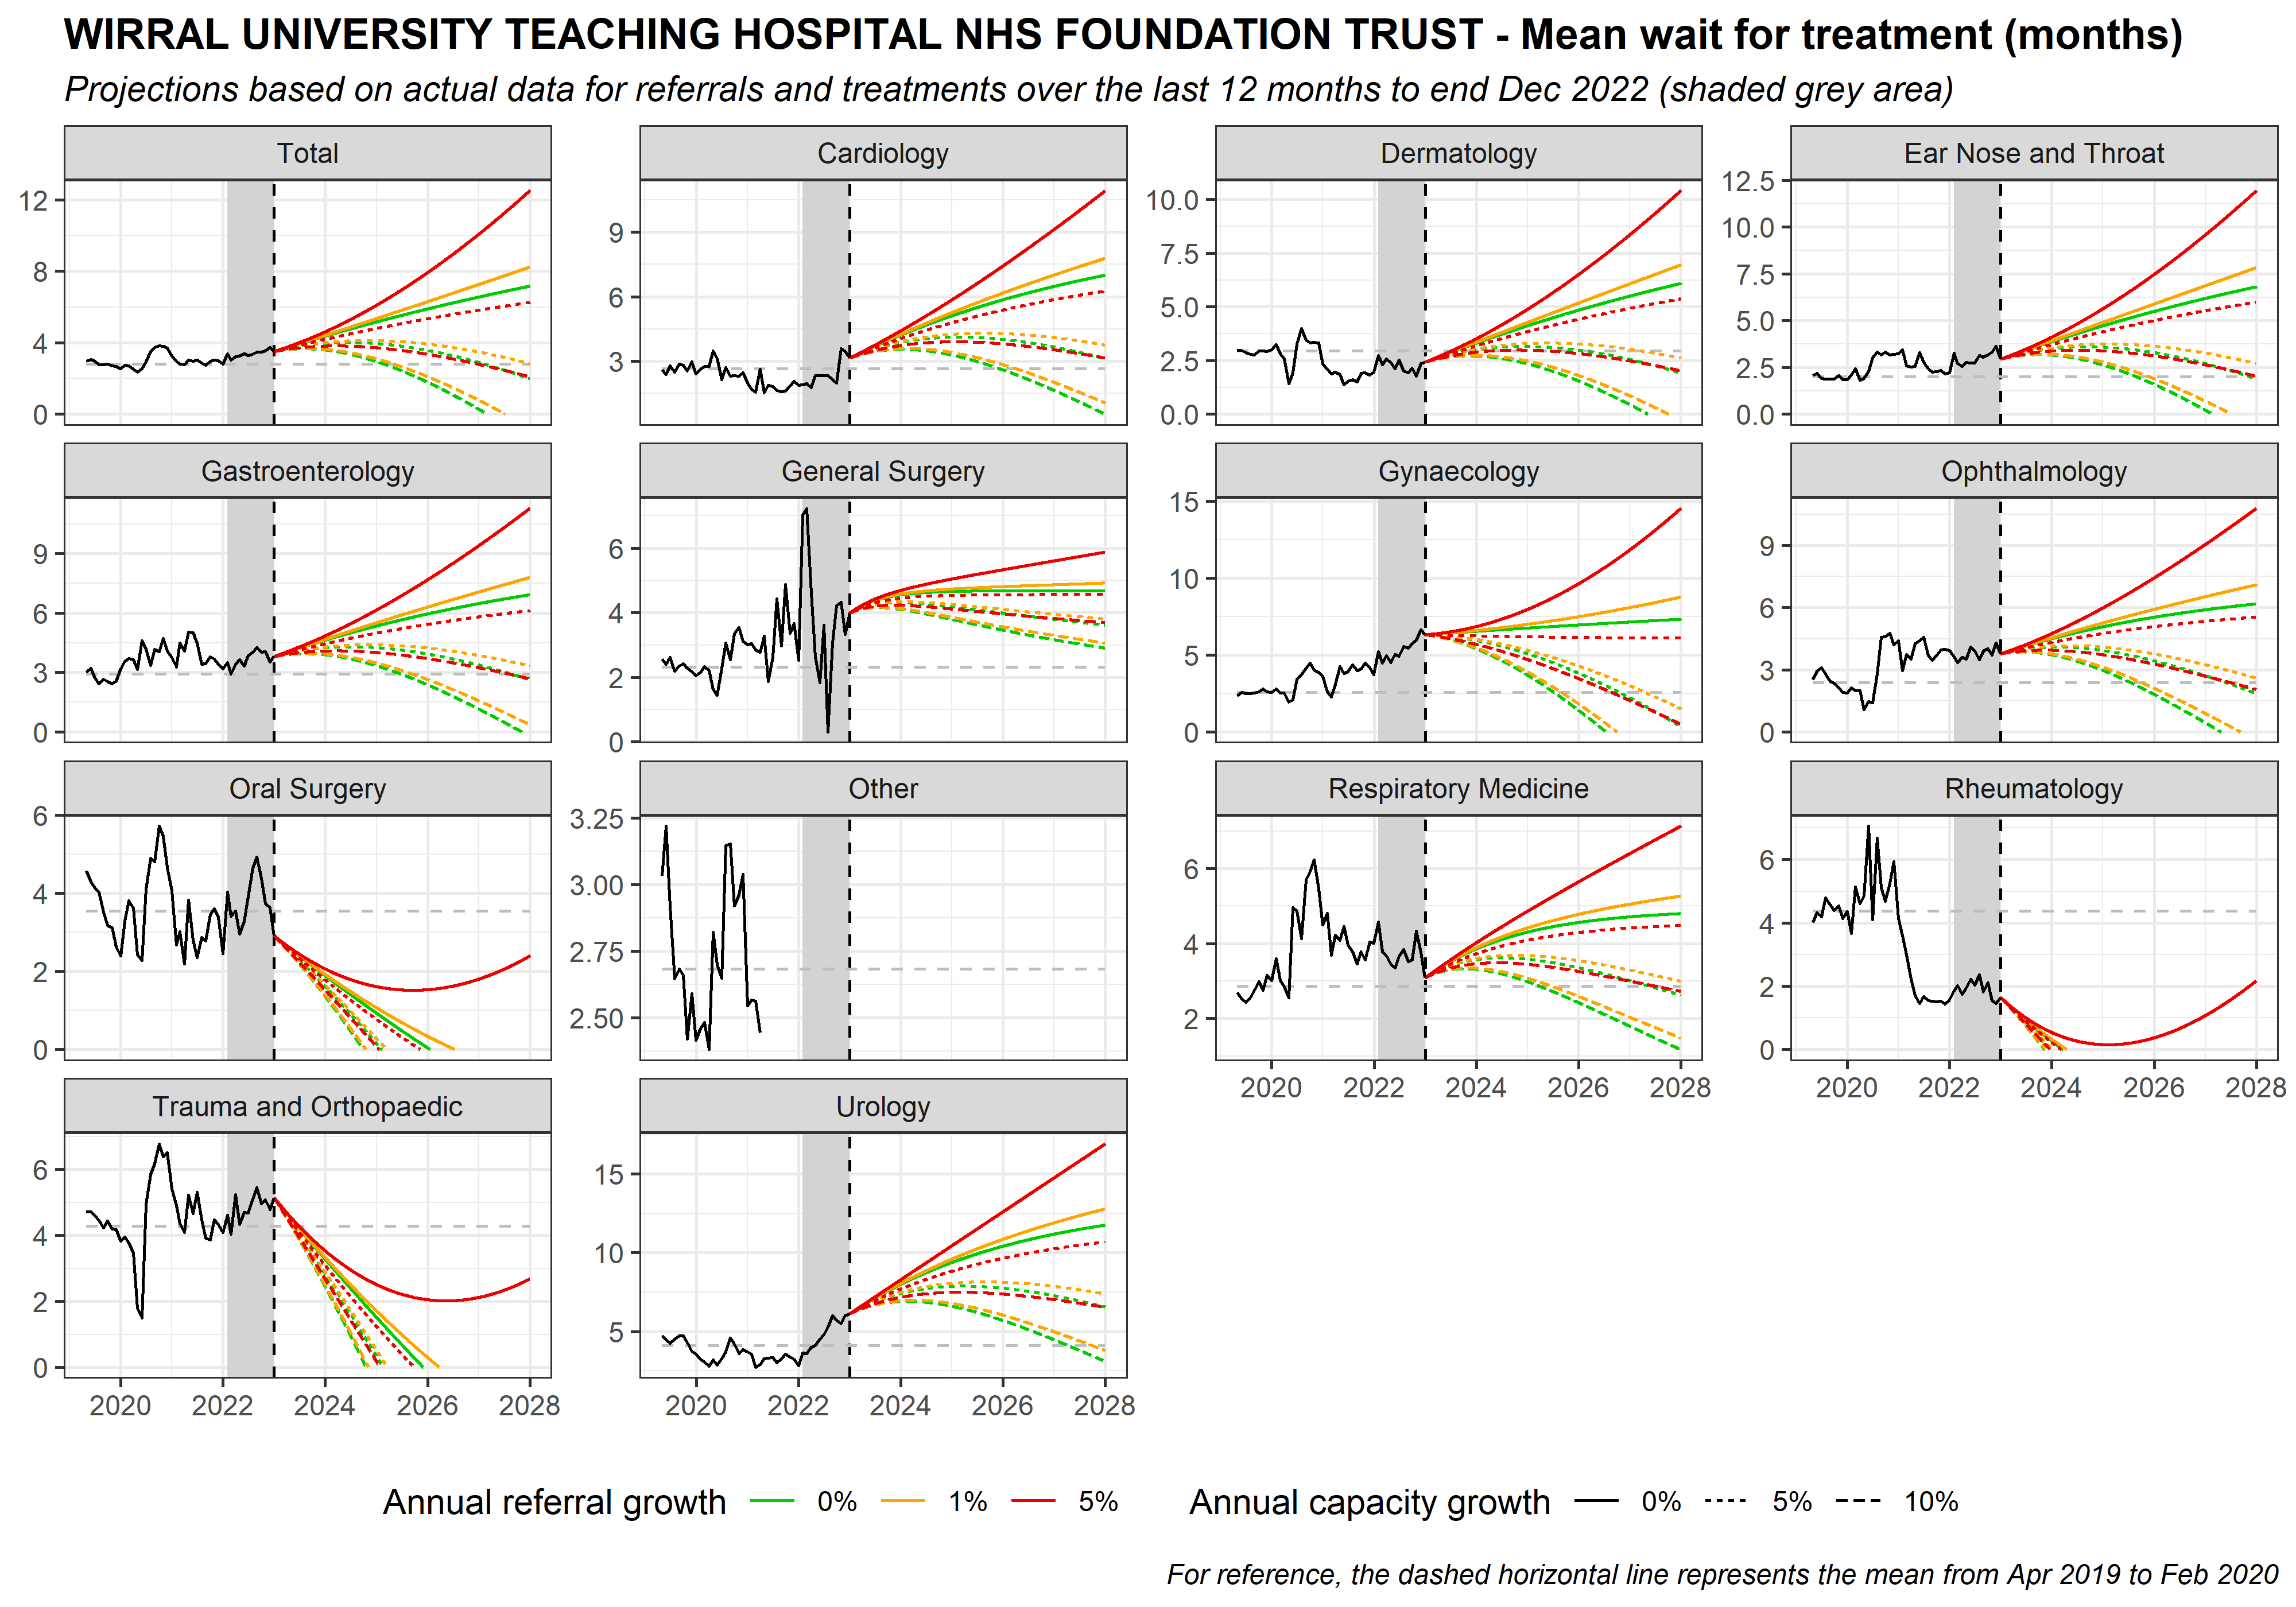 WIRRAL UNIVERSITY TEACHING HOSPITAL NHS FOUNDATION TRUST - Mean wait for treatment (months)
Projections based on actual data for referrals and treatments over the last 12 months to end Dec 2022 (shaded grey area)
Total
Cardiology
Dermatology
Ear Nose and Throat
12
8
4
0
9
6
3
10.0
7.5
5.0
2.5
0.0
12.5
10.0
7.5
5.0
2.5
0.0
Gastroenterology
General Surgery
Gynaecology
Ophthalmology
9
6
3
0
6
4
2
0
15
10
5
0
9
6
3
0
Oral Surgery
Other
Respiratory Medicine
Rheumatology
6
4
2
0
3.25
3.00
2.75
2.50
6
4
2
6
4
2
0
2020 2022 2024 2026 2028
2020 2022 2024 2026 2028
Trauma and Orthopaedic
Urology
6
4
2
0
15
10
5
2020 2022 2024 2026 2028
2020 2022 2024 2026 2028
Annual referral growth 0% 1% 5%
Annual capacity growth 0% 5% 10%
For reference, the dashed horizontal line represents the mean from Apr 2019 to Feb 2020